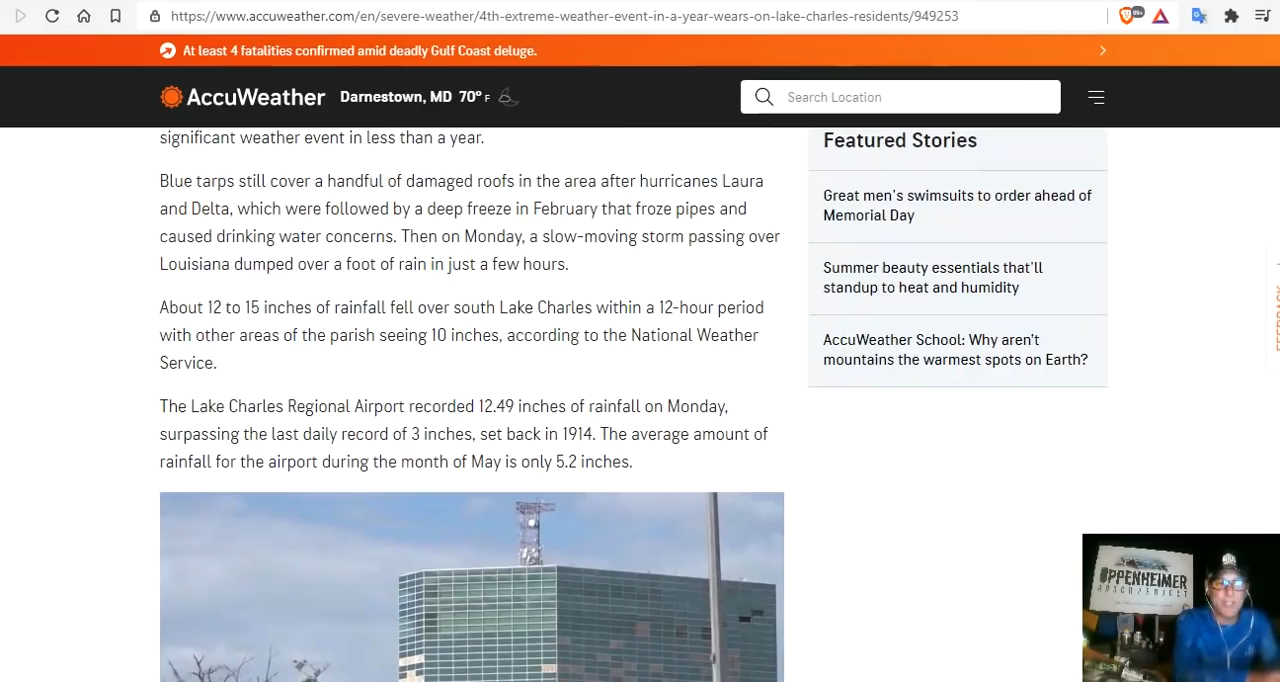 https://www.accuweather.com/en/severe-weather/4th-extreme-weather-event-in-a-year-wears-on-lake-charles-residents/949253
99+
At least 4 fatalities confirmed amid deadly Gulf Coast deluge.
AccuWeather Darnestown, MD 70° F
Search Location
significant weather event in less than a year.
Blue tarps still cover a handful of damaged roofs in the area after hurricanes Laura
and Delta, which were followed by a deep freeze in February that froze pipes and
caused drinking water concerns. Then on Monday, a slow-moving storm passing over
Louisiana dumped over a foot of rain in just a few hours.
About 12 to 15 inches of rainfall fell over south Lake Charles within a 12-hour period
with other areas of the parish seeing 10 inches, according to the National Weather
Service.
The Lake Charles Regional Airport recorded 12.49 inches of rainfall on Monday,
surpassing the last daily record of 3 inches, set back in 1914. The average amount of
rainfall for the airport during the month of May is only 5.2 inches.
Featured Stories
Great men's swimsuits to order ahead of
Memorial Day
Summer beauty essentials that'll
standup to heat and humidity
AccuWeather School: Why aren't
mountains the warmest spots on Earth?
FEEDBACK
OPPENHEIMER